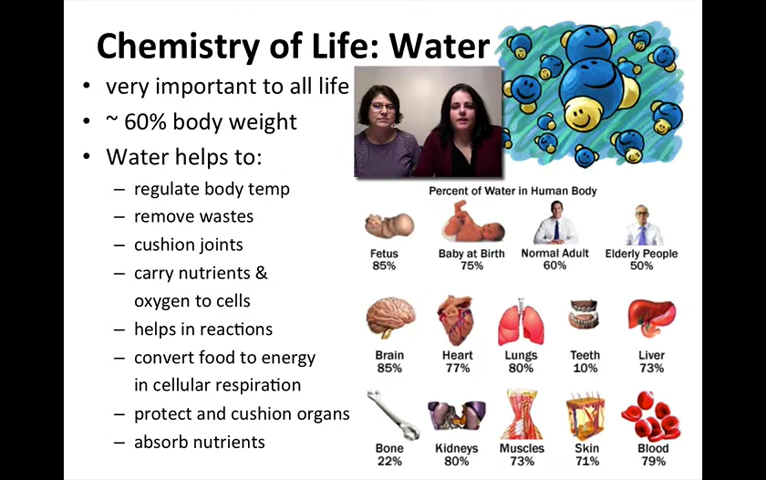 Chemistry of Life: Water
• very important to all life
• ~ 60% body weight
• Water helps to:
– regulate body temp
– remove wastes
– cushion joints
– carry nutrients &
oxygen to cells
– helps in reactions
– convert food to energy
in cellular respiration
– protect and cushion organs
– absorb nutrients
Percent of Water in Human Body
Fetus Baby at Birth Normal Adult Elderly People
85% 75% 60% 50%
Brain Heart Lungs Teeth Liver
85% 77% 80% 10% 73%
Bone Kidneys Muscles Skin Blood
22% 80% 73% 71% 79%